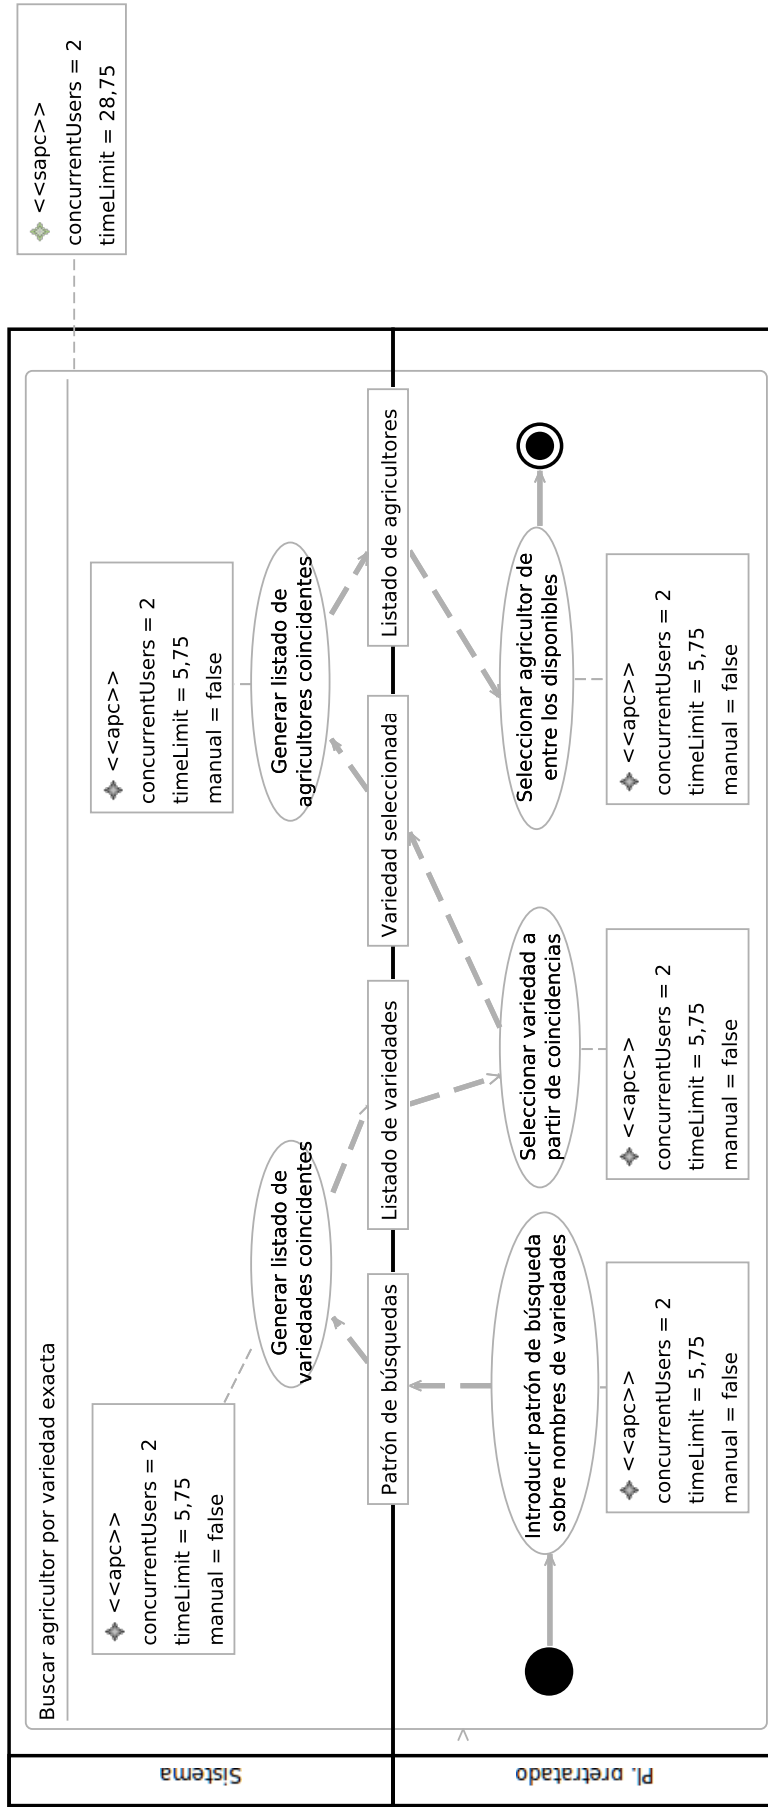 Buscar agricultor por variedad exacta
<<sapc>>
concurrentUsers = 2
timeLimit = 28,75
Sistema
<<apc>>
concurrentUsers = 2
timeLimit = 5,75
manual = false
Generar listado de
variedades coincidentes
<<apc>>
concurrentUsers = 2
timeLimit = 5,75
manual = false
Generar listado de
agricultores coincidentes
Patrón de búsquedas
Listado de variedades
Variedad seleccionada
Listado de agricultores
Pl. pretratado
Introducir patrón de búsqueda
sobre nombres de variedades
<<apc>>
concurrentUsers = 2
timeLimit = 5,75
manual = false
Seleccionar variedad a
partir de coincidencias
<<apc>>
concurrentUsers = 2
timeLimit = 5,75
manual = false
Seleccionar agricultor de
entre los disponibles
<<apc>>
concurrentUsers = 2
timeLimit = 5,75
manual = false